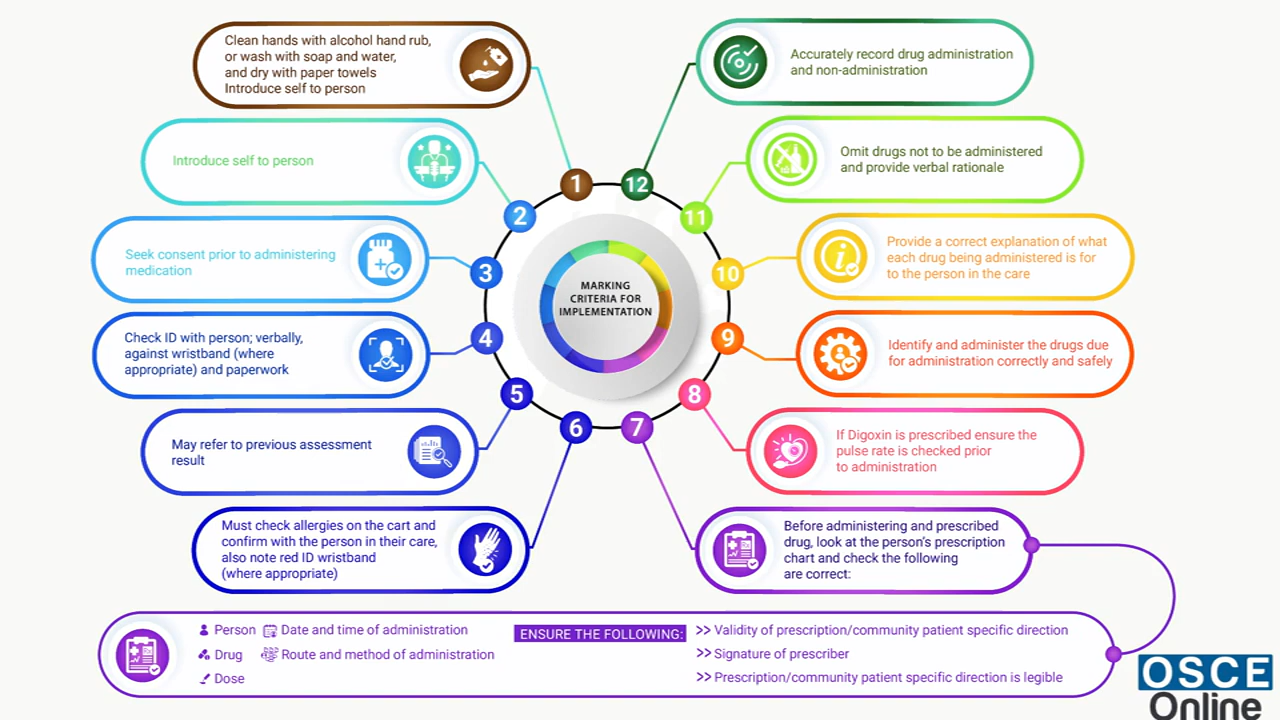 Clean hands with alcohol hand rub,
or wash with soap and water,
and dry with paper towels
Introduce self to person
1
Introduce self to person
2
Seek consent prior to administering
medication
3
Check ID with person; verbally,
against wristband (where
appropriate) and paperwork
4
May refer to previous assessment
result
5
Must check allergies on the cart and
confirm with the person in their care,
also note red ID wristband
(where appropriate)
6
MARKING
CRITERIA FOR
IMPLEMENTATION
7
Before administering and prescribed
drug, look at the person's prescription
chart and check the following
are correct:
8
If Digoxin is prescribed ensure the
pulse rate is checked prior
to administration
9
Identify and administer the drugs due
for administration correctly and safely
10
Provide a correct explanation of what
each drug being administered is for
to the person in the care
11
Omit drugs not to be administered
and provide verbal rationale
12
Accurately record drug administration
and non-administration
Person
Drug
Dose
Date and time of administration
Route and method of administration
ENSURE THE FOLLOWING:
>> Validity of prescription/community patient specific direction
>> Signature of prescriber
>> Prescription/community patient specific direction is legible
OSCE
Online